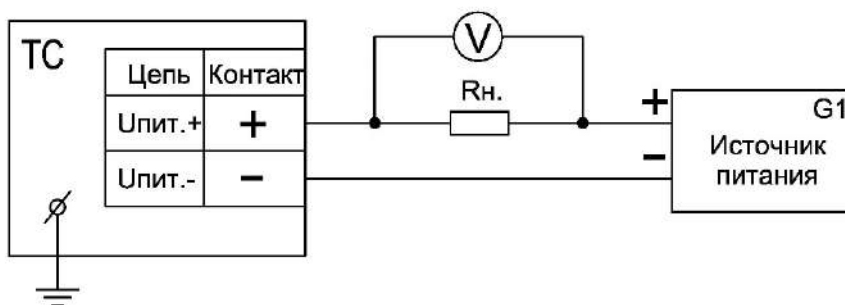 ТС
Цепь Контакт
Uпит.+ +
Uпит.- −
V
Rн.
+
−
G1
Источник
питания